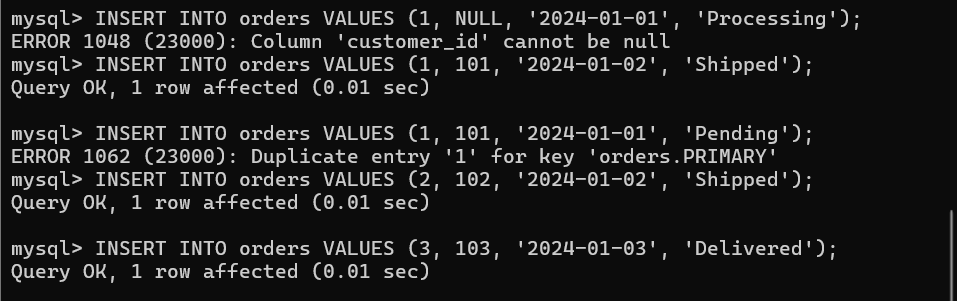 mysql> INSERT INTO orders VALUES (1, NULL, '2024-01-01', 'Processing');
ERROR 1048 (23000): Column 'customer_id' cannot be null
mysql> INSERT INTO orders VALUES (1, 101, '2024-01-02', 'Shipped');
Query OK, 1 row affected (0.01 sec)
mysql> INSERT INTO orders VALUES (1, 101, '2024-01-01', 'Pending');
ERROR 1062 (23000): Duplicate entry '1' for key 'orders.PRIMARY'
mysql> INSERT INTO orders VALUES (2, 102, '2024-01-02', 'Shipped');
Query OK, 1 row affected (0.01 sec)
mysql> INSERT INTO orders VALUES (3, 103, '2024-01-03', 'Delivered');
Query OK, 1 row affected (0.01 sec)